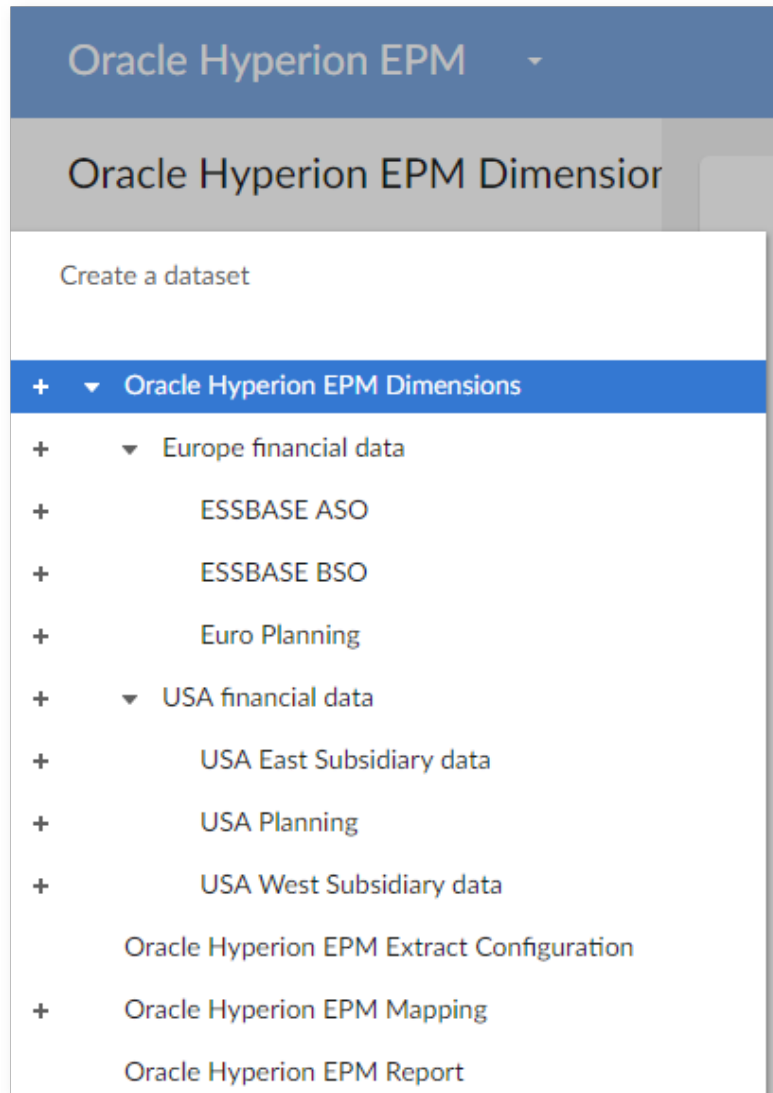 Oracle Hyperion EPM
Oracle Hyperion EPM Dimension
Create a dataset
+ Oracle Hyperion EPM Dimensions
+ Europe financial data
+ ESSBASE ASO
+ ESSBASE BSO
+ Euro Planning
+ USA financial data
+ USA East Subsidiary data
+ USA Planning
+ USA West Subsidiary data
Oracle Hyperion EPM Extract Configuration
+ Oracle Hyperion EPM Mapping
Oracle Hyperion EPM Report